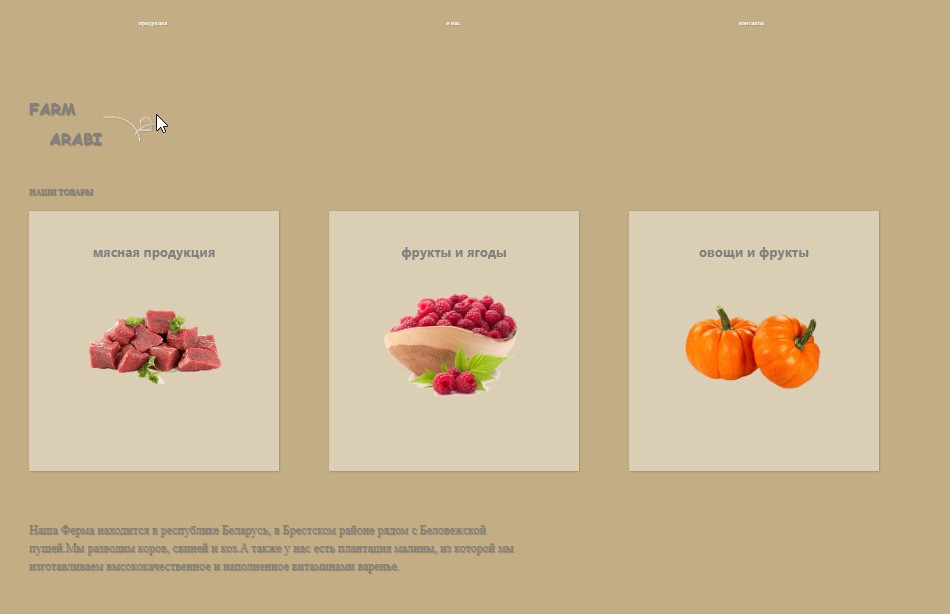 продукция о нас контакты
FARM
ARABI
НАШИ ТОВАРЫ
мясная продукция фрукты и ягоды овощи и фрукты
Наша Ферма находится в республике Беларусь, в Брестском районе рядом с Беловежской
пущей.Мы разводим коров, свиней и коз.А также у нас есть плантация малины, из которой мы
изготавливаем высококачественное и наполненное витаминами варенье.